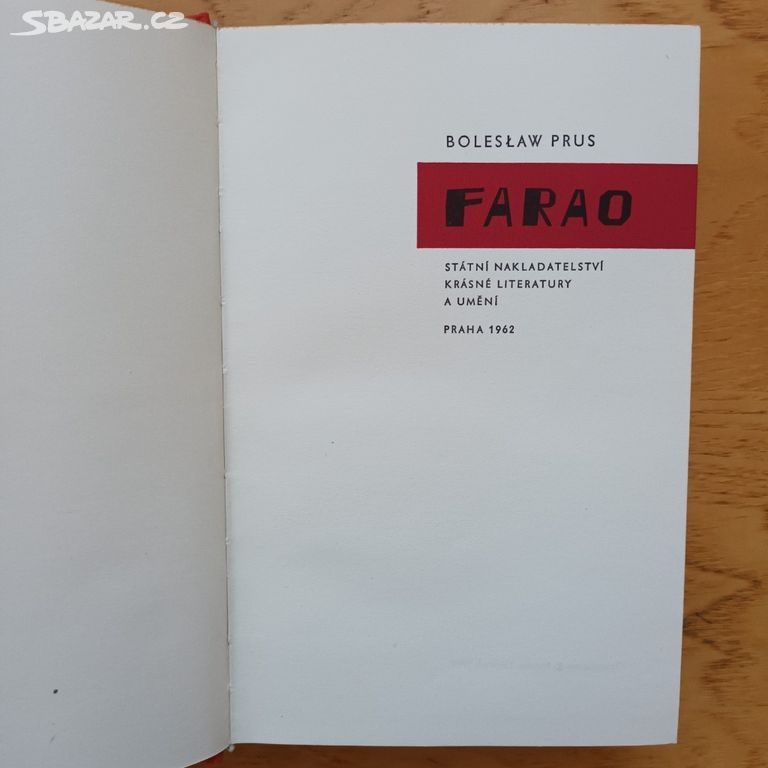 SBAZAR.CZ
BOLESŁAW PRUS
FARAO
STÁTNÍ NAKLADATELSTVÍ
KRÁSNÉ LITERATURY
A UMĚNÍ
PRAHA 1962